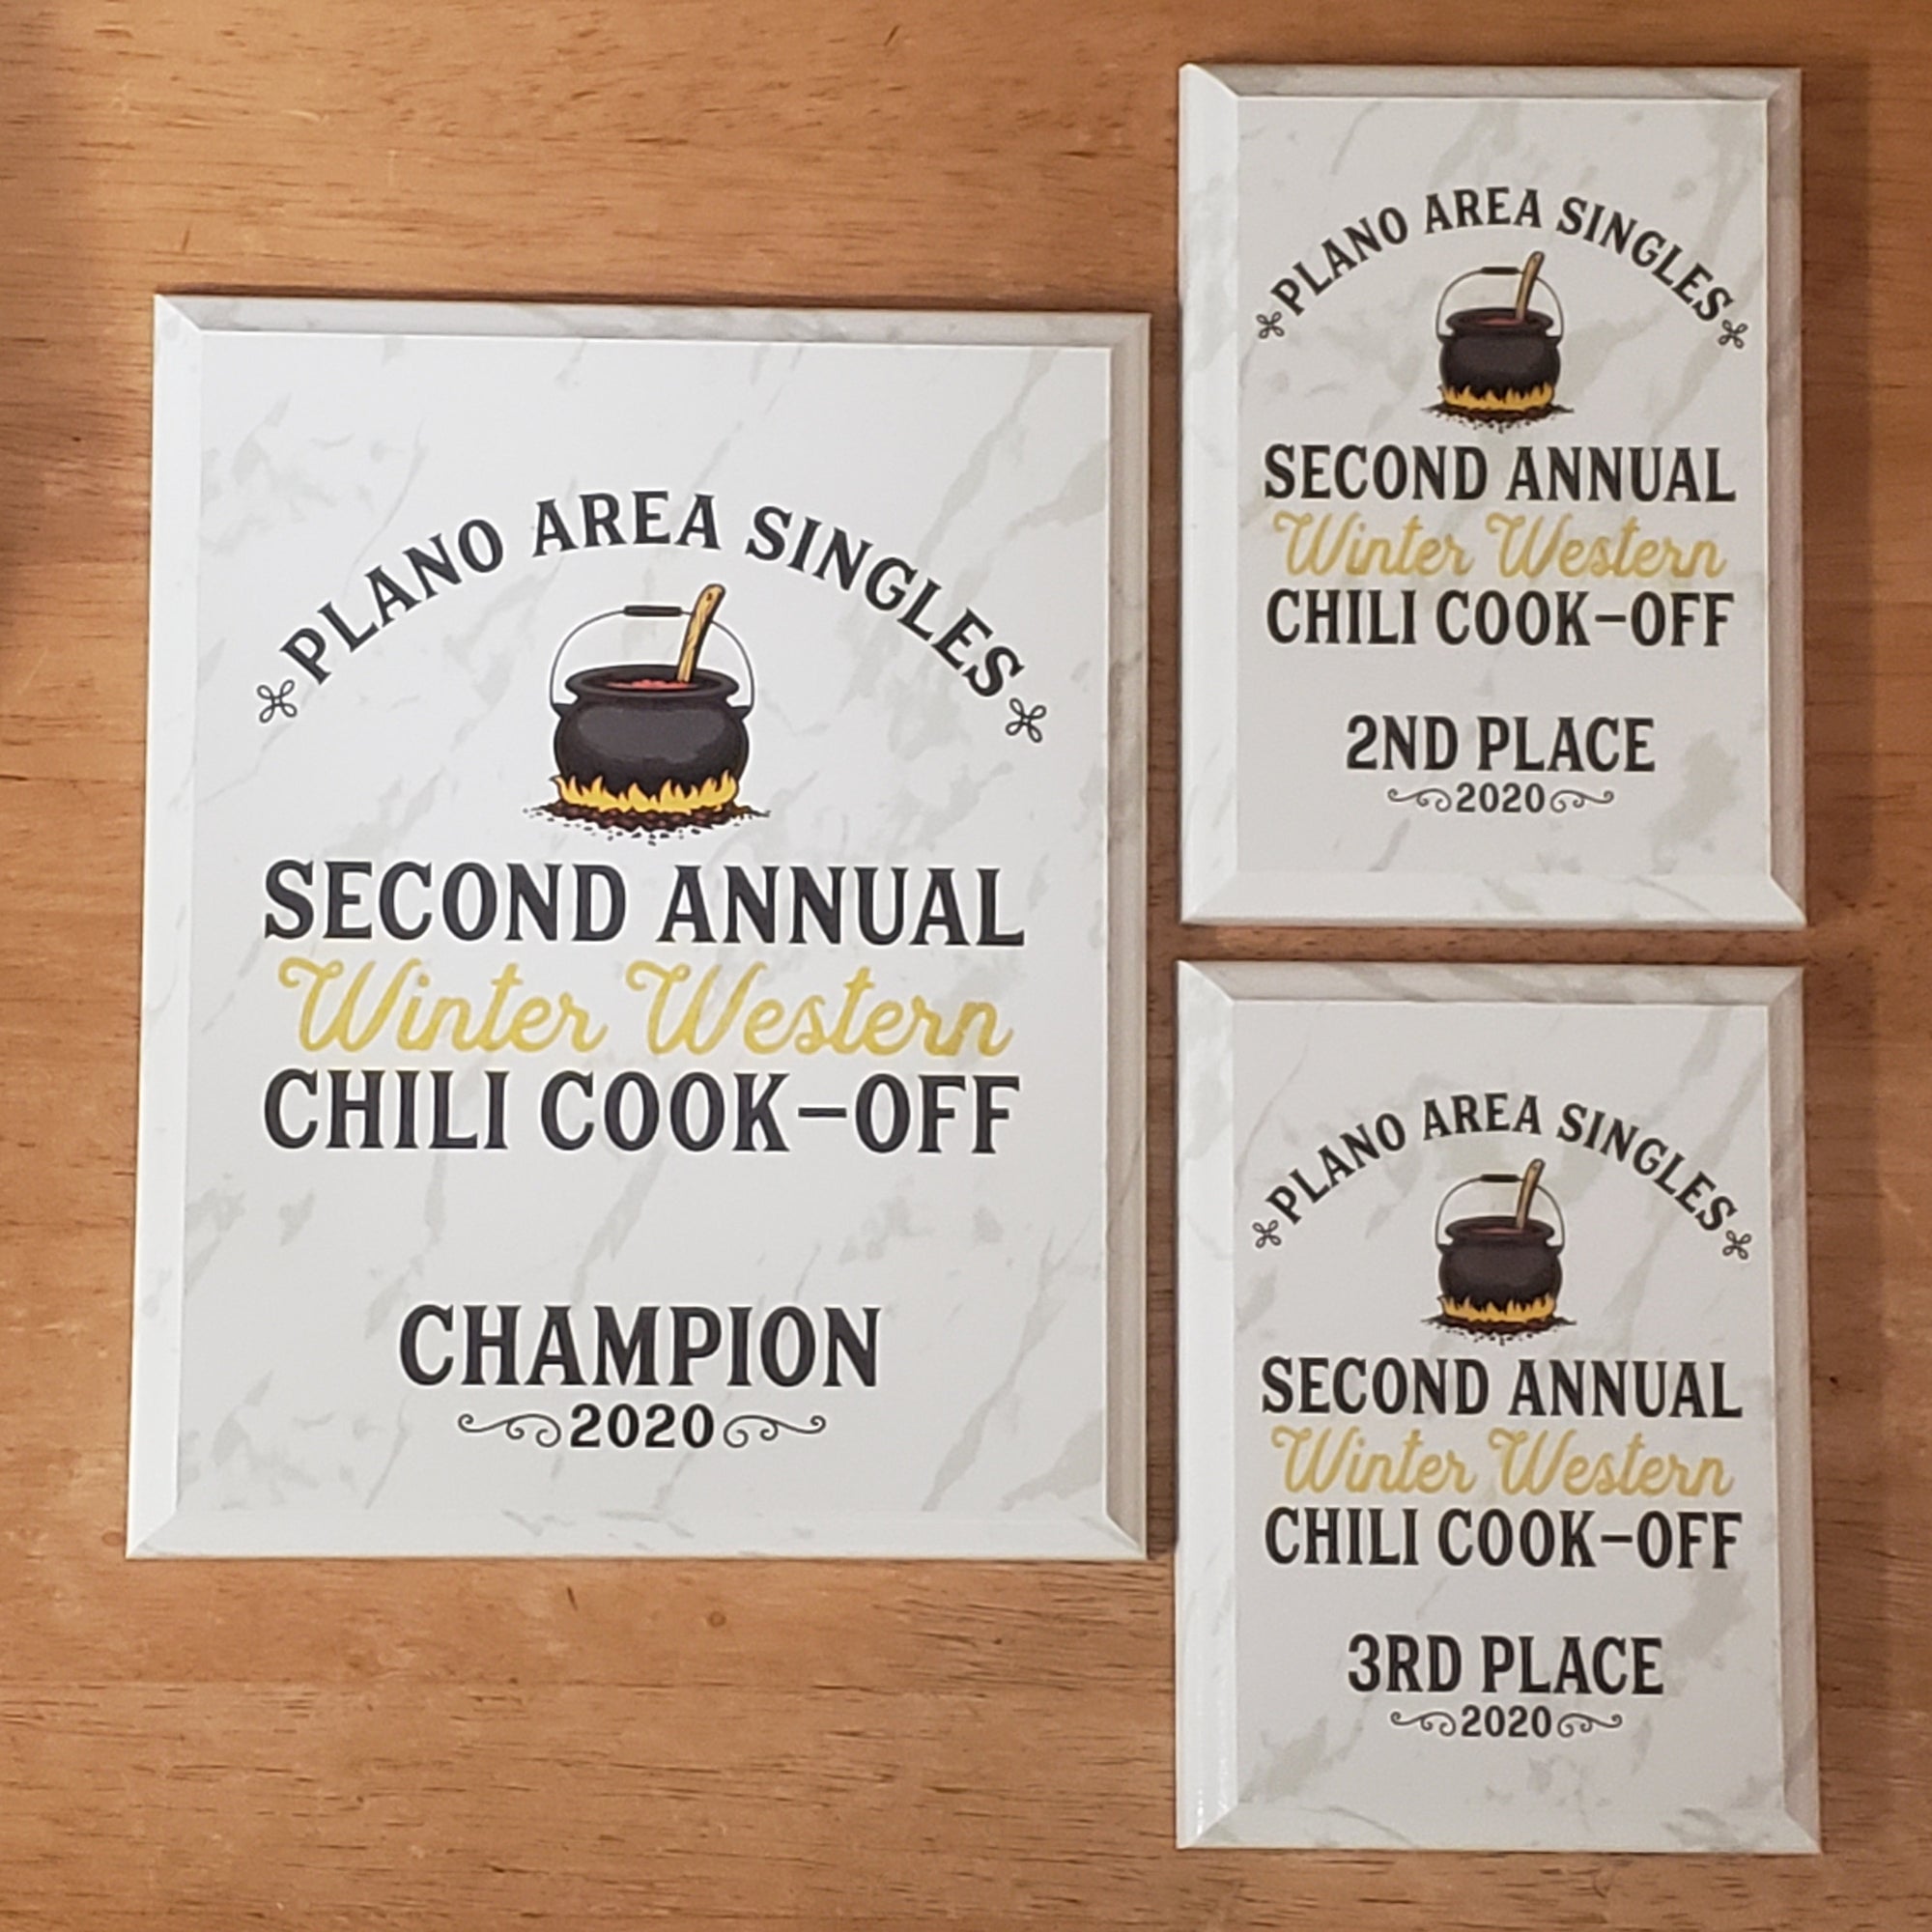 PLANO AREA SINGLES
SECOND ANNUAL
Winter Western
CHILI COOK-OFF
CHAMPION
2020
PLANO AREA SINGLES
SECOND ANNUAL
Winter Western
CHILI COOK-OFF
2ND PLACE
2020
PLANO AREA SINGLES
SECOND ANNUAL
Winter Western
CHILI COOK-OFF
3RD PLACE
2020